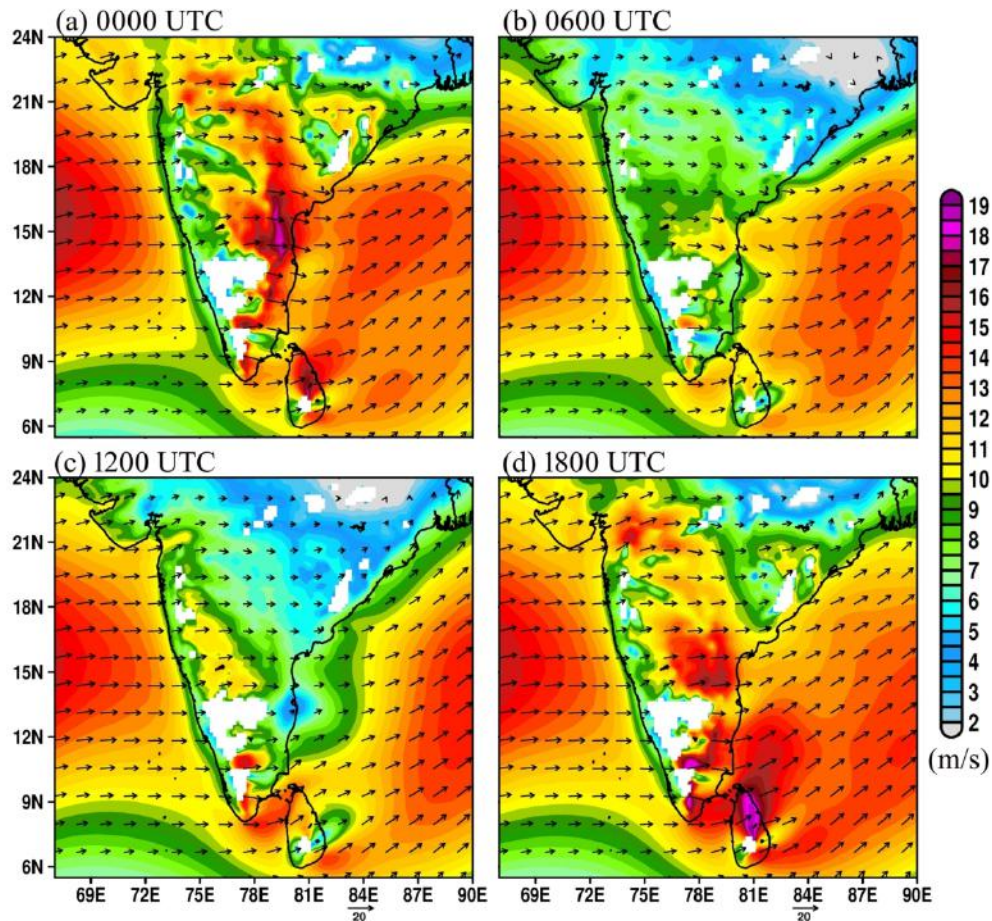 (a) 0000 UTC
(b) 0600 UTC
24N
21N
18N
15N
12N
9N
6N
19
18
17
16
15
14
13
12
11
10
9
8
7
6
5
4
3
2
(m/s)
(c) 1200 UTC
(d) 1800 UTC
24N
21N
18N
15N
12N
9N
6N
69E 72E 75E 78E 81E 84E 87E 90E
69E 72E 75E 78E 81E 84E 87E 90E
20
20